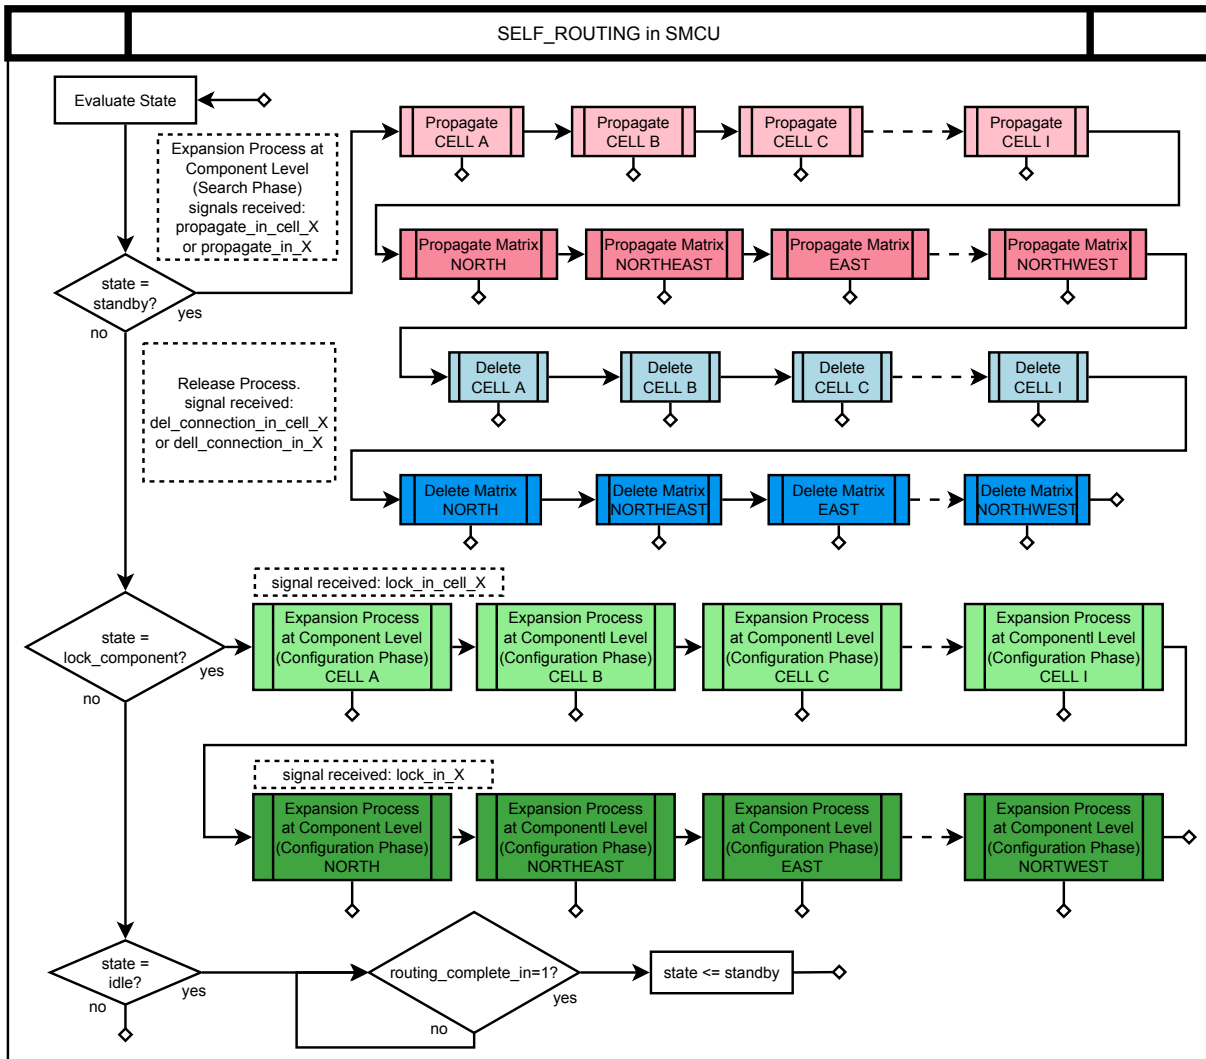 SELF_ROUTING in SMCU
Evaluate State
Expansion Process at
Component Level
(Search Phase)
signals received:
propagate_in_cell_X
or propagate_in_X
Propagate
CELL A
Propagate
CELL B
Propagate
CELL C
Propagate
CELL I
Propagate Matrix
NORTH
Propagate Matrix
NORTHEAST
Propagate Matrix
EAST
Propagate Matrix
NORTHWEST
state =
standby?
no
yes
Release Process.
signal received:
del_connection_in_cell_X
or dell_connection_in_X
Delete
CELL A
Delete
CELL B
Delete
CELL C
Delete
CELL I
Delete Matrix
NORTH
Delete Matrix
NORTHEAST
Delete Matrix
EAST
Delete Matrix
NORTHWEST
signal received: lock_in_cell_X
state =
lock_component?
yes
no
Expansion Process
at Component Level
(Configuration Phase)
CELL A
Expansion Process
at Componentl Level
(Configuration Phase)
CELL B
Expansion Process
at Componentl Level
(Configuration Phase)
CELL C
Expansion Process
at Componentl Level
(Configuration Phase)
CELL I
signal received: lock_in_X
Expansion Process
at Componentl Level
(Configuration Phase)
NORTH
Expansion Process
at Componentl Level
(Configuration Phase)
NORTHEAST
Expansion Process
at Componentl Level
(Configuration Phase)
EAST
Expansion Process
at Componentl Level
(Configuration Phase)
NORTWEST
state =
idle?
no
yes
routing_complete_in=1?
yes
no
state <= standby